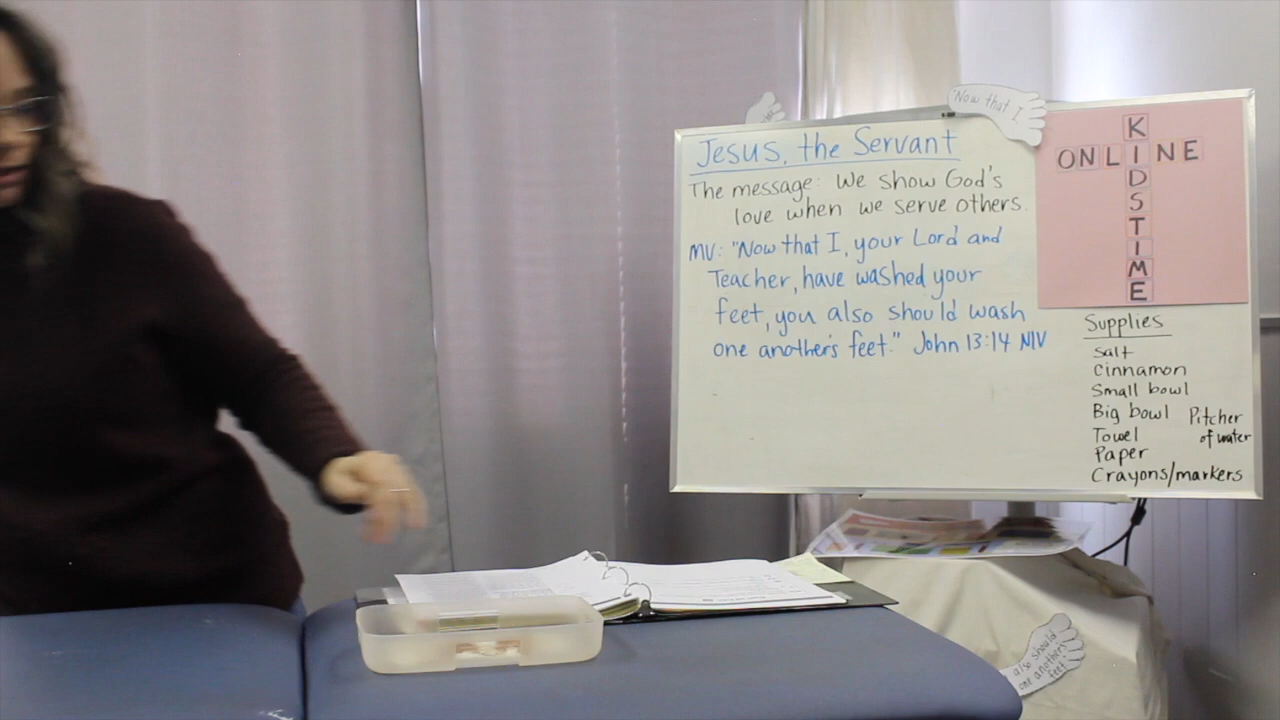 Jesus, the Servant
The message: We show God's
love when we serve others.
MV: "Now that I, your Lord and
Teacher, have washed your
feet, you also should wash
one another's feet." John 13:14 NIV
"Now that I,
ONLINE
KIDSTIME
Supplies
Salt
Cinnamon
Small bowl
Big bowl
Pitcher
of water
Towel
Paper
Crayons/markers
also should
one another's
feet"